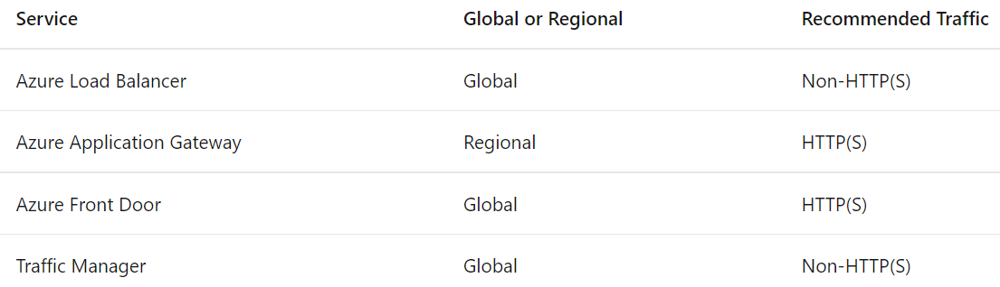 Service Global or Regional Recommended Traffic
Azure Load Balancer Global Non-HTTP(S)
Azure Application Gateway Regional HTTP(S)
Azure Front Door Global HTTP(S)
Traffic Manager Global Non-HTTP(S)